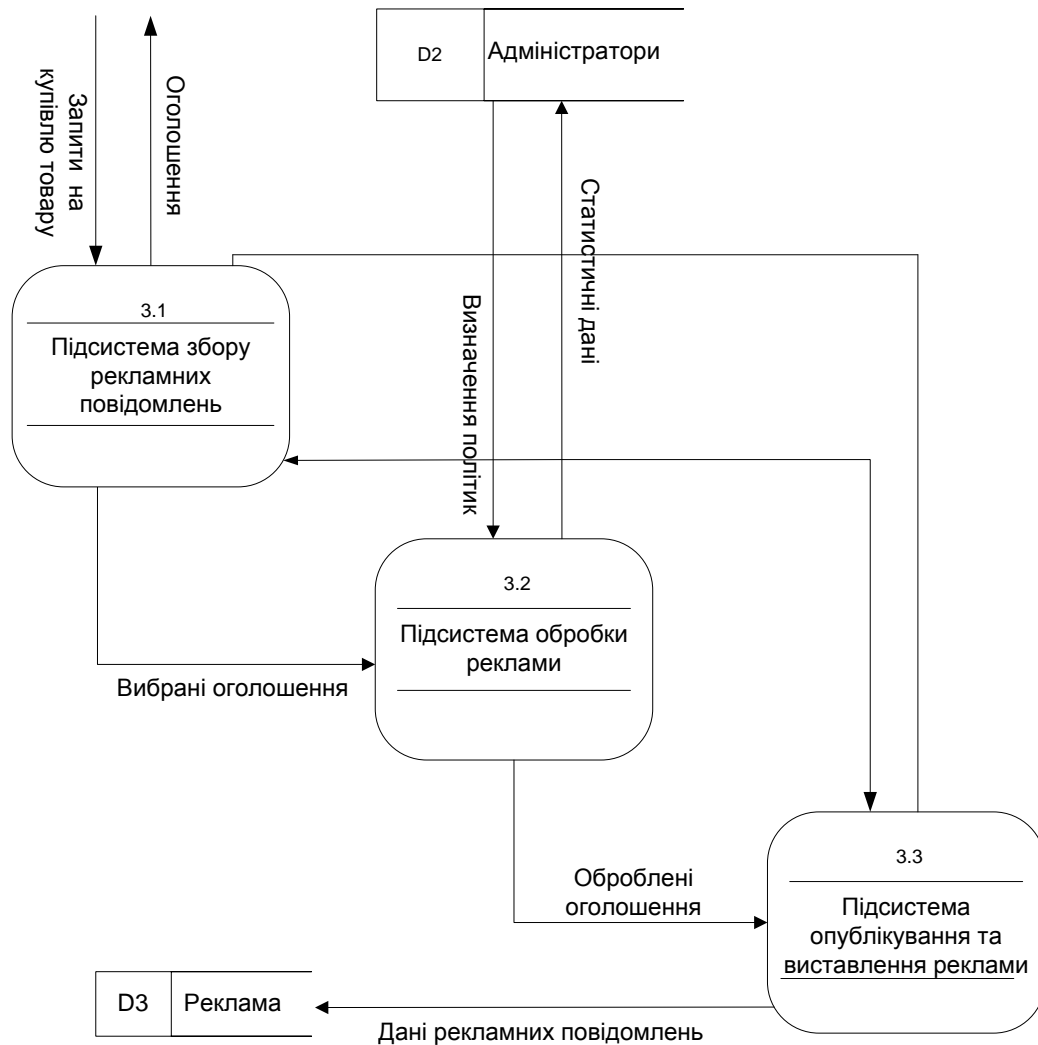 D2
Адміністратори
Запити на
купівлю товару
Оголошення
Визначення політик
Статистичні дані
3.1
Підсистема збору
рекламних
повідомлень
3.2
Підсистема обробки
реклами
Вибрані оголошення
3.3
Підсистема
опублікування та
виставлення реклами
Оброблені
оголошення
D3
Реклама
Дані рекламних повідомлень